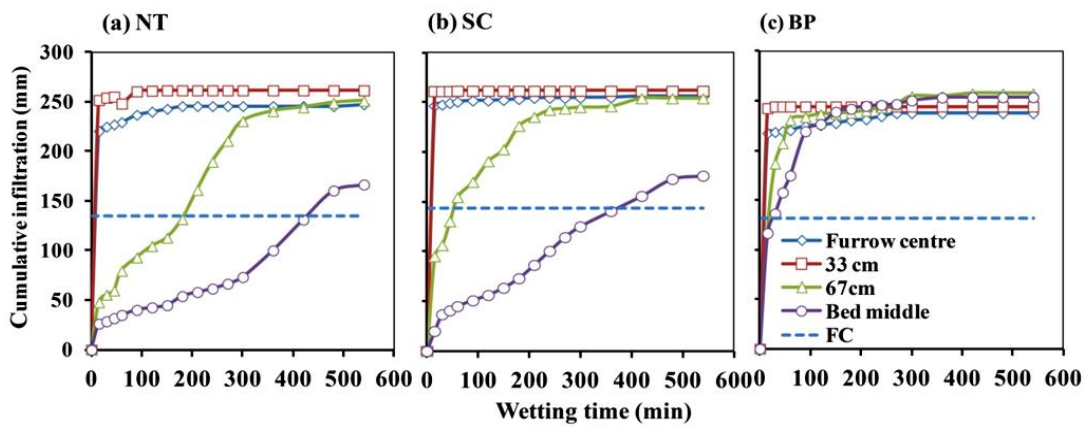 (a) NT
(b) SC
(c) BP
Cumulative infiltration (mm)
300
250
200
150
100
50
0
0 100 200 300 400 500 600
0 100 200 300 400 500 600
0 100 200 300 400 500 600
Furrow centre
33 cm
67cm
Bed middle
FC
Wetting time (min)